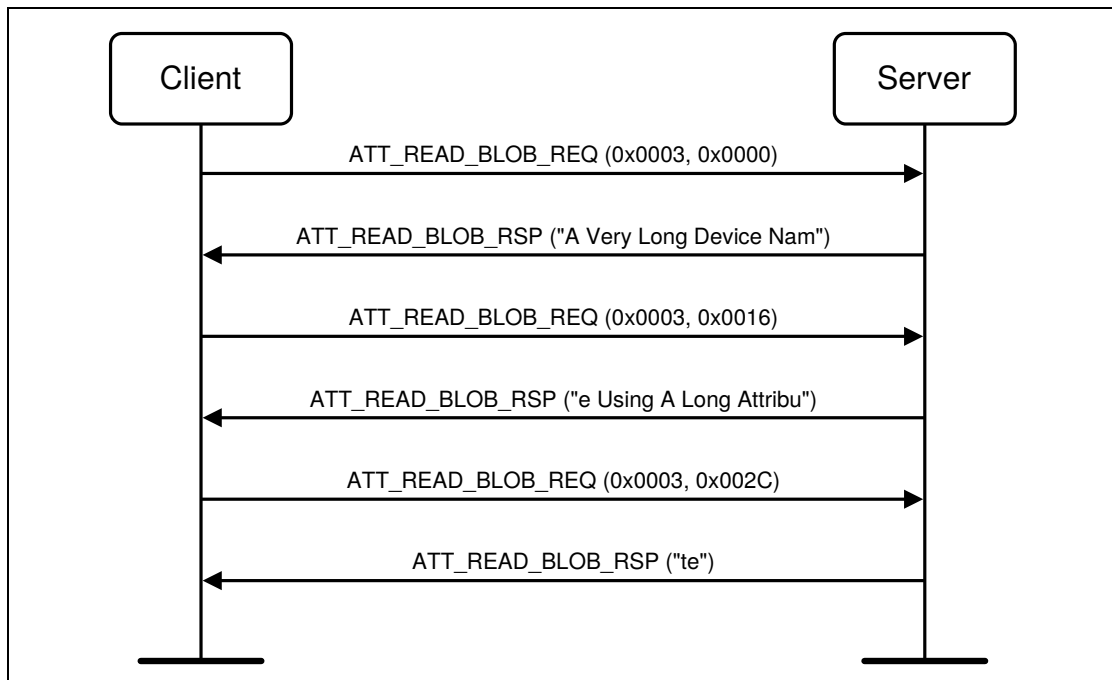 Client
Server
ATT_READ_BLOB_REQ (0x0003, 0x0000)
ATT_READ_BLOB_RSP ("A Very Long Device Nam")
ATT_READ_BLOB_REQ (0x0003, 0x0016)
ATT_READ_BLOB_RSP ("e Using A Long Attribu")
ATT_READ_BLOB_REQ (0x0003, 0x002C)
ATT_READ_BLOB_RSP ("te")